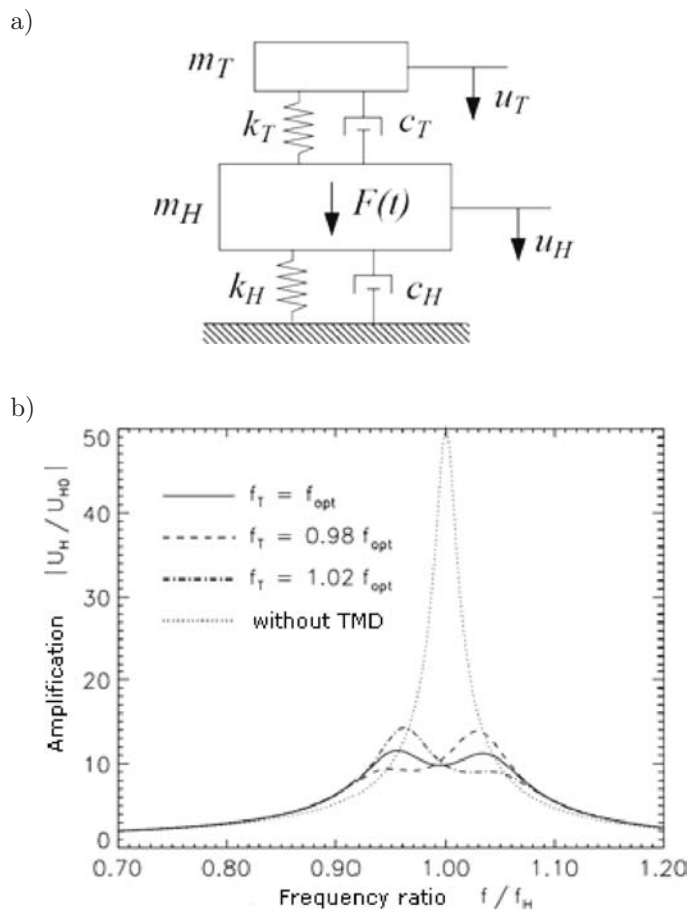 a)
m_T
u_T
k_T
c_T
m_H
F(t)
u_H
k_H
c_H
b)
50
40
30
20
10
0
Amplification |U_H / U_H0|
f_T = f_opt
f_T = 0.98 f_opt
f_T = 1.02 f_opt
without TMD
0.70 0.80 0.90 1.00 1.10 1.20
Frequency ratio f / f_H